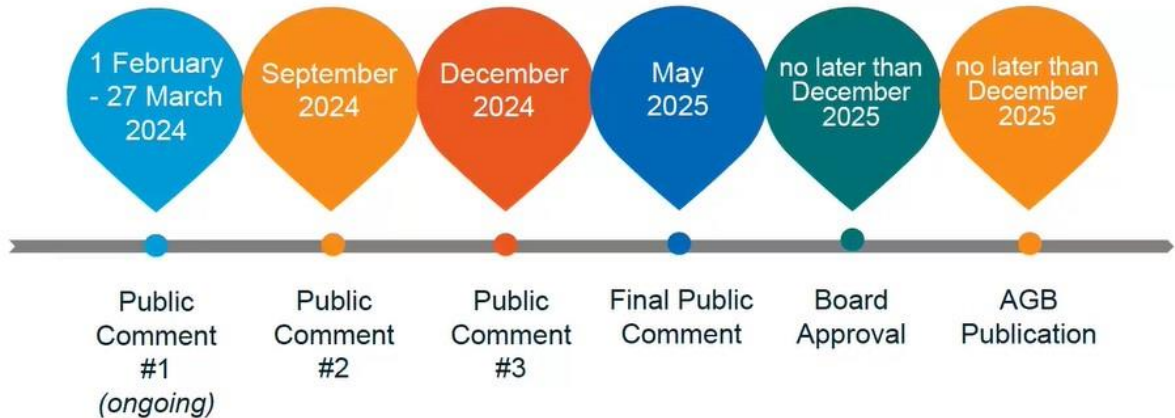 1 February
- 27 March
2024
September
2024
December
2024
May
2025
no later than
December
2025
no later than
December
2025
Public
Comment
#1
(ongoing)
Public
Comment
#2
Public
Comment
#3
Final Public
Comment
Board
Approval
AGB
Publication